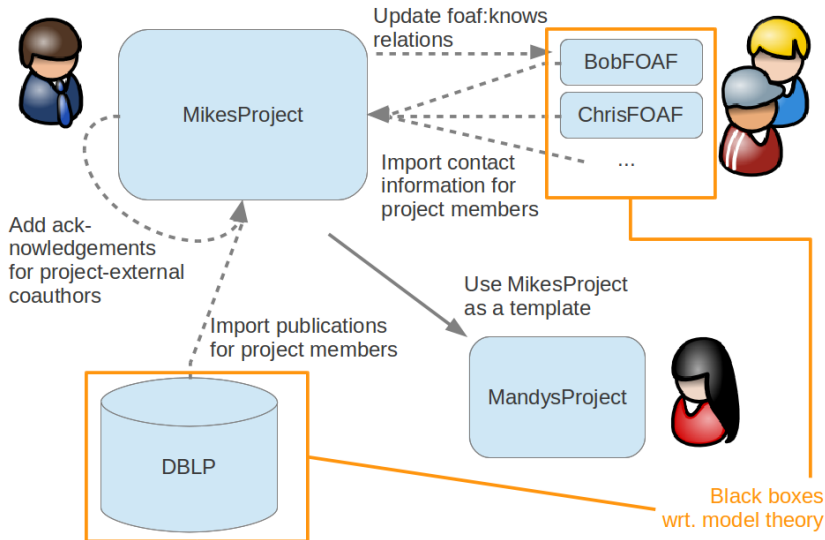 Update foaf:knows
relations
BobFOAF
MikesProject
ChrisFOAF
...
Import contact
information for
project members
Add ack-
nowledgements
for project-external
coauthors
Use MikesProject
as a template
Import publications
for project members
MandysProject
DBLP
Black boxes
wrt. model theory